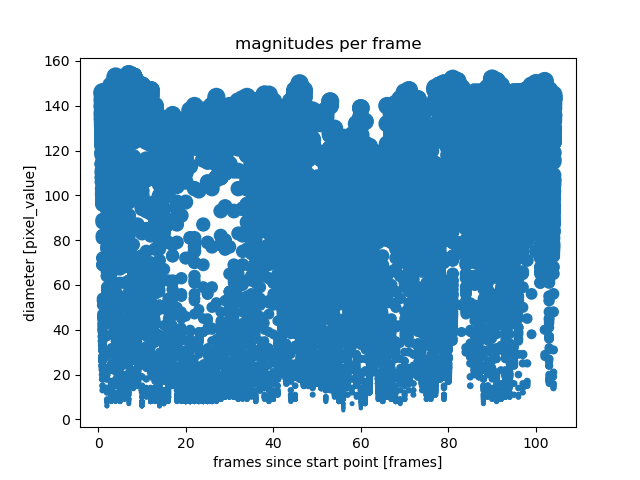 magnitudes per frame
160
140
120
100
80
60
40
20
0
diameter [pixel_value]
0 20 40 60 80 100
frames since start point [frames]